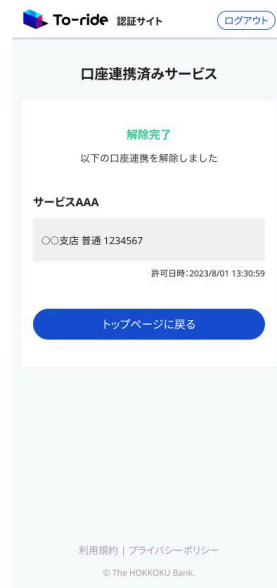 To-ride 認証サイト
ログアウト
口座連携済みサービス
解除完了
以下の口座連携を解除しました
サービスAAA
○○支店 普通 1234567
許可日時:2023/8/01 13:30:59
トップページに戻る
利用規約 | プライバシーポリシー
© The HOKKOKU Bank.